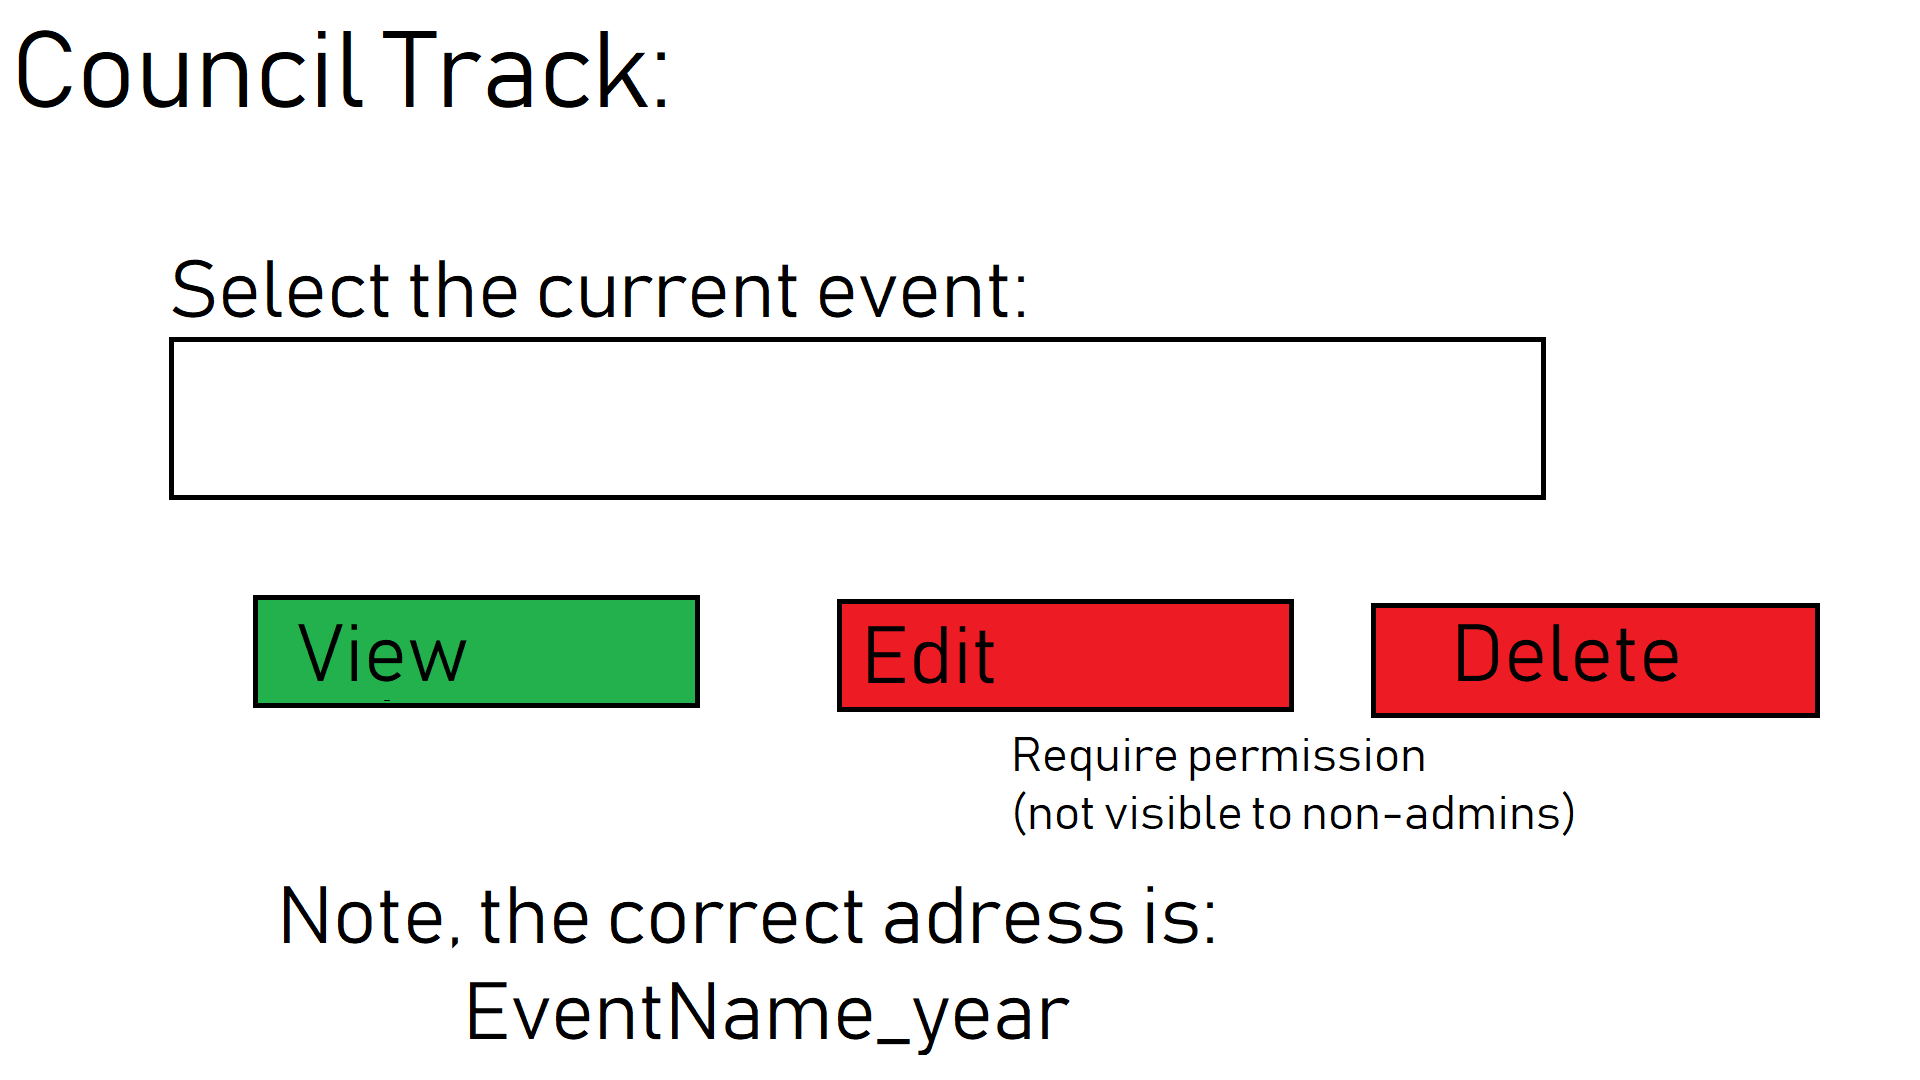 Council Track:
Select the current event:
View
Edit
Delete
Require permission
(not visible to non-admins)
Note, the correct adress is:
EventName_year